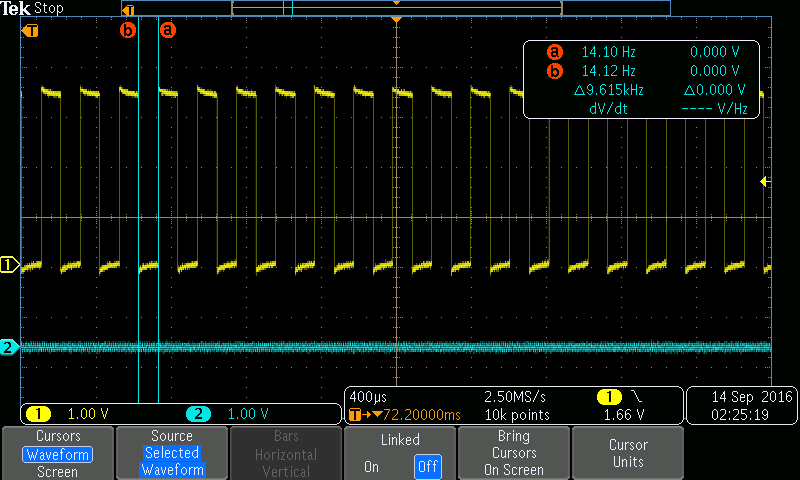 Tek Stop
T
T
b a
a 14.10 Hz 0.000 V
b 14.12 Hz 0.000 V
△9.615kHz △0.000 V
dV/dt ---- V/Hz
1
2
1 1.00 V 2 1.00 V
400µs 2.50MS/s 1 \
T→▼72.20000ms 10k points 1.66 V
14 Sep 2016
02:25:19
Cursors
Waveform
Screen
Source
Selected
Waveform
Bars
Horizontal
Vertical
Linked
On Off
Bring
Cursors
On Screen
Cursor
Units